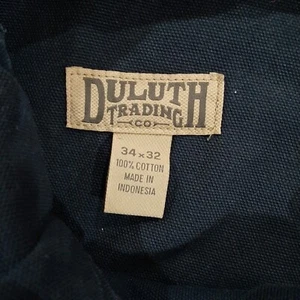 DULUTH
TRADING
CO
34 x 32
100% COTTON
MADE IN
INDONESIA